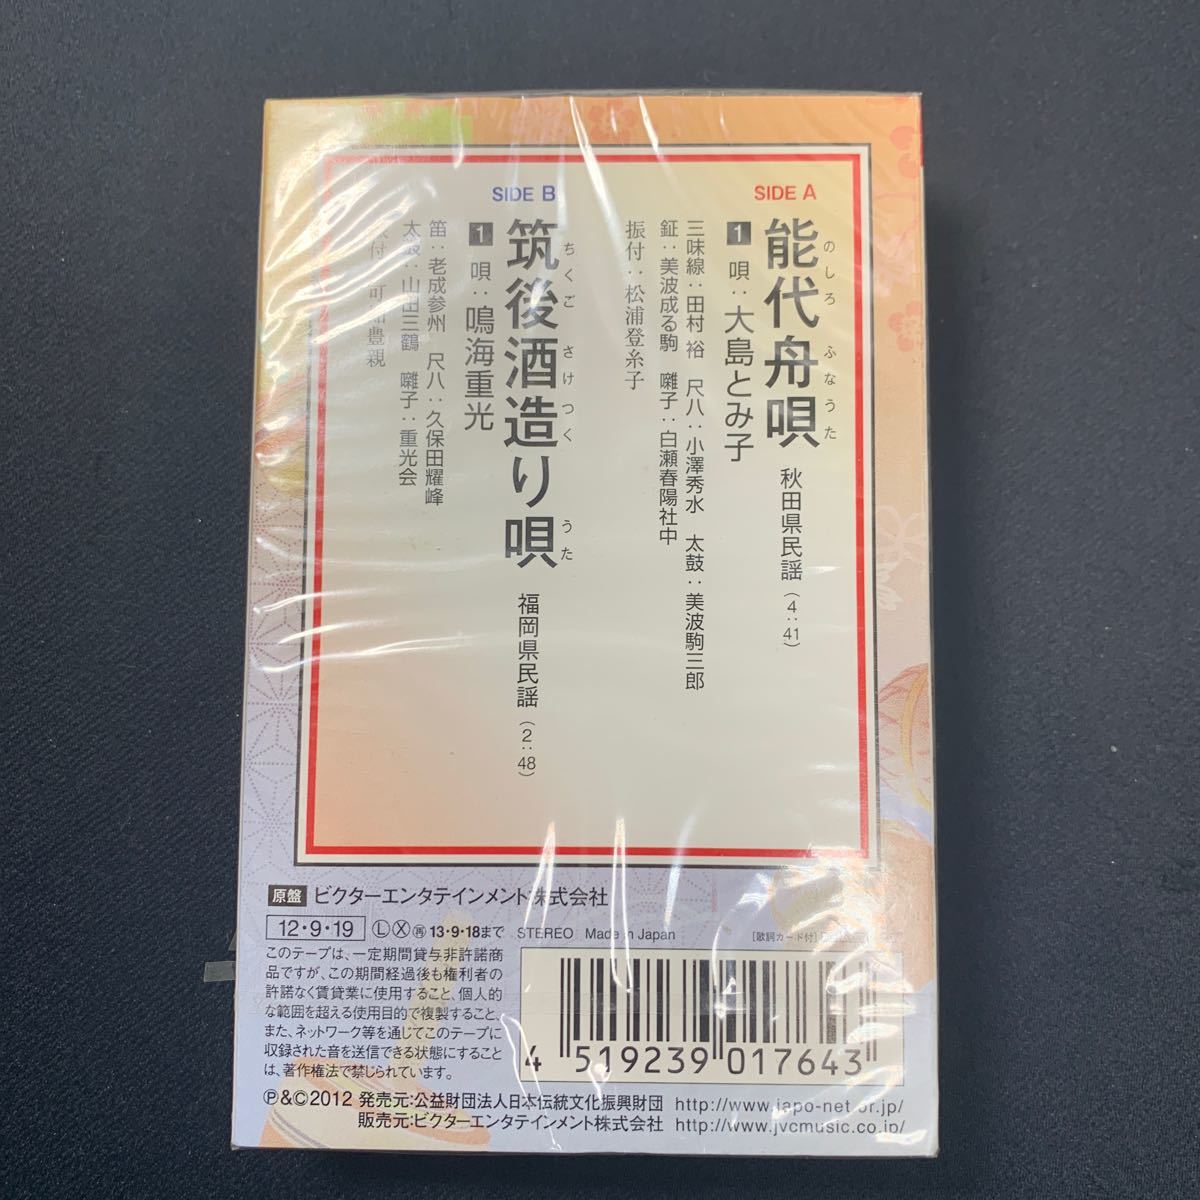 SIDE A
能代舟唄 秋田県民謡 (4:41)
のしろ ふなうた
1 唄:大島とみ子
三味線:田村 裕 尺八:小澤秀水 太鼓:美波駒三郎
鉦:美波成る駒 囃子:白瀬春陽社中
振付:松浦登糸子
SIDE B
筑後酒造り唄 福岡県民謡 (2:48)
ちくご さけつく うた
1 唄:鳴海重光
笛:老成参州 尺八:久保田耀峰
太鼓:山田三鶴 囃子:重光会
豊親
原盤 ビクターエンタテインメント株式会社
12・9・19 Ⓛ Ⓧ 再 13・9・18まで STEREO Made in Japan [歌詞カード付]
このテープは、一定期間貸与非許諾商
品ですが、この期間経過後も権利者の
許諾なく賃貸業に使用すること、個人的
な範囲を超える使用目的で複製すること、
また、ネットワーク等を通じてこのテープに
収録された音を送信できる状態にすること
は、著作権法で禁じられています。
4 519239 017643
℗&©2012 発売元:公益財団法人日本伝統文化振興財団 http://www.japo-net.or.jp/
販売元:ビクターエンタテインメント株式会社 http://www.jvcmusic.co.jp/